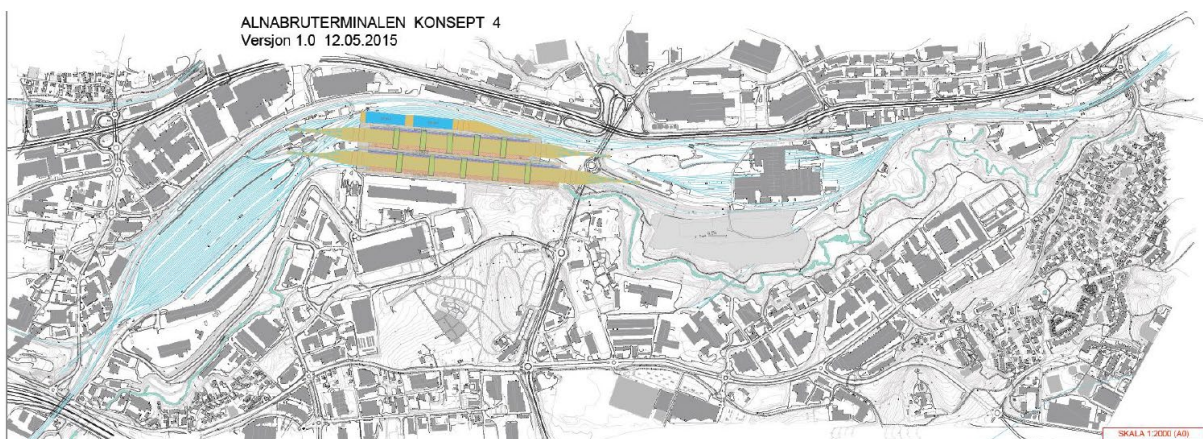 ALNABRUTERMINALEN KONSEPT 4
Versjon 1.0 12.05.2015
SKALA 1:2000 (A0)